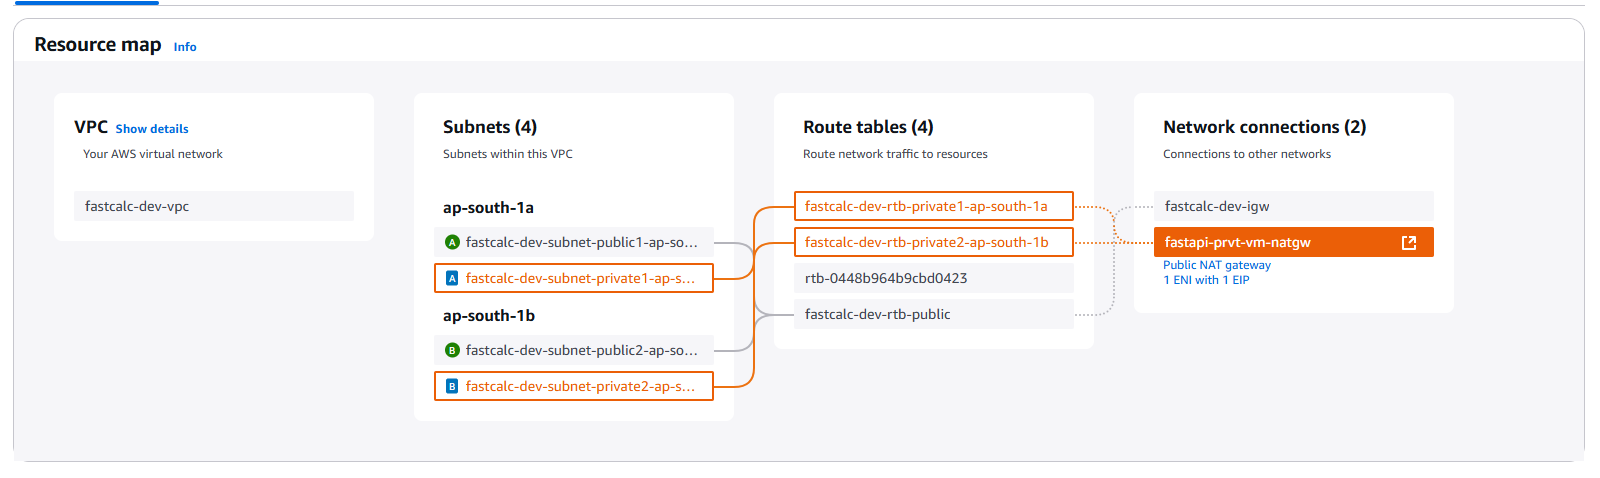 Resource map Info
VPC Show details
Your AWS virtual network
fastcalc-dev-vpc
Subnets (4)
Subnets within this VPC
ap-south-1a
A fastcalc-dev-subnet-public1-ap-so...
A fastcalc-dev-subnet-private1-ap-s...
ap-south-1b
B fastcalc-dev-subnet-public2-ap-so...
B fastcalc-dev-subnet-private2-ap-s...
Route tables (4)
Route network traffic to resources
fastcalc-dev-rtb-private1-ap-south-1a
fastcalc-dev-rtb-private2-ap-south-1b
rtb-0448b964b9cbd0423
fastcalc-dev-rtb-public
Network connections (2)
Connections to other networks
fastcalc-dev-igw
fastapi-prvt-vm-natgw
Public NAT gateway
1 ENI with 1 EIP